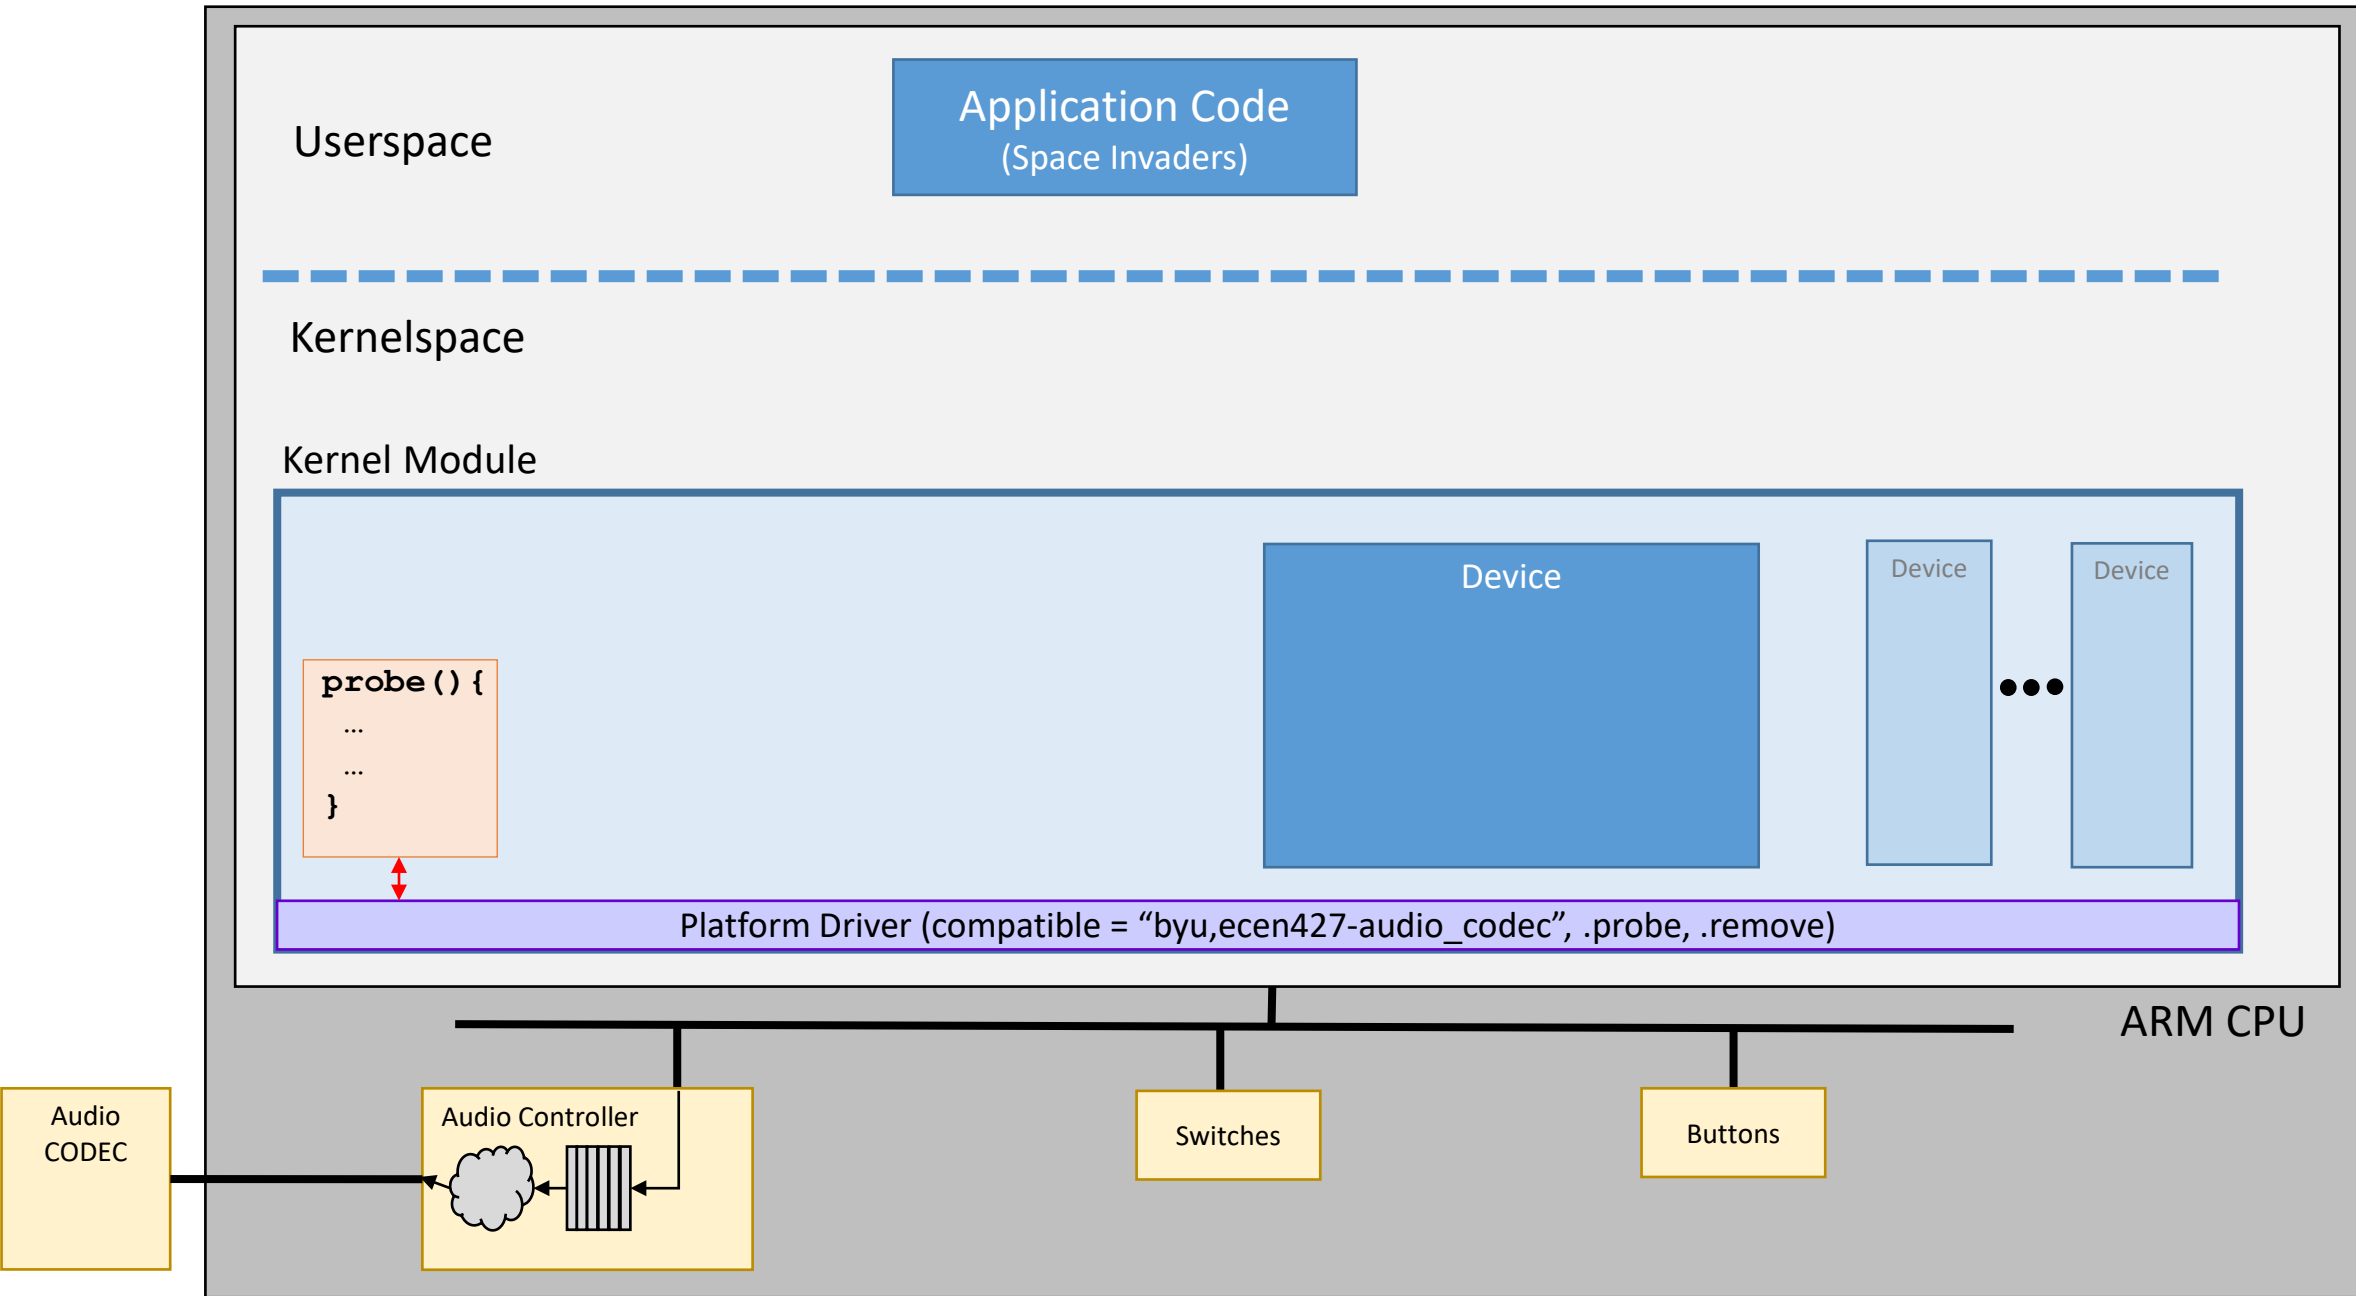 Application Code
(Space Invaders)
Userspace
Kernelspace
Kernel Module
Device
Device
Device
probe(){
…
…
}
Platform Driver (compatible = “byu,ecen427-audio_codec”, .probe, .remove)
ARM CPU
Audio
CODEC
Audio Controller
Switches
Buttons